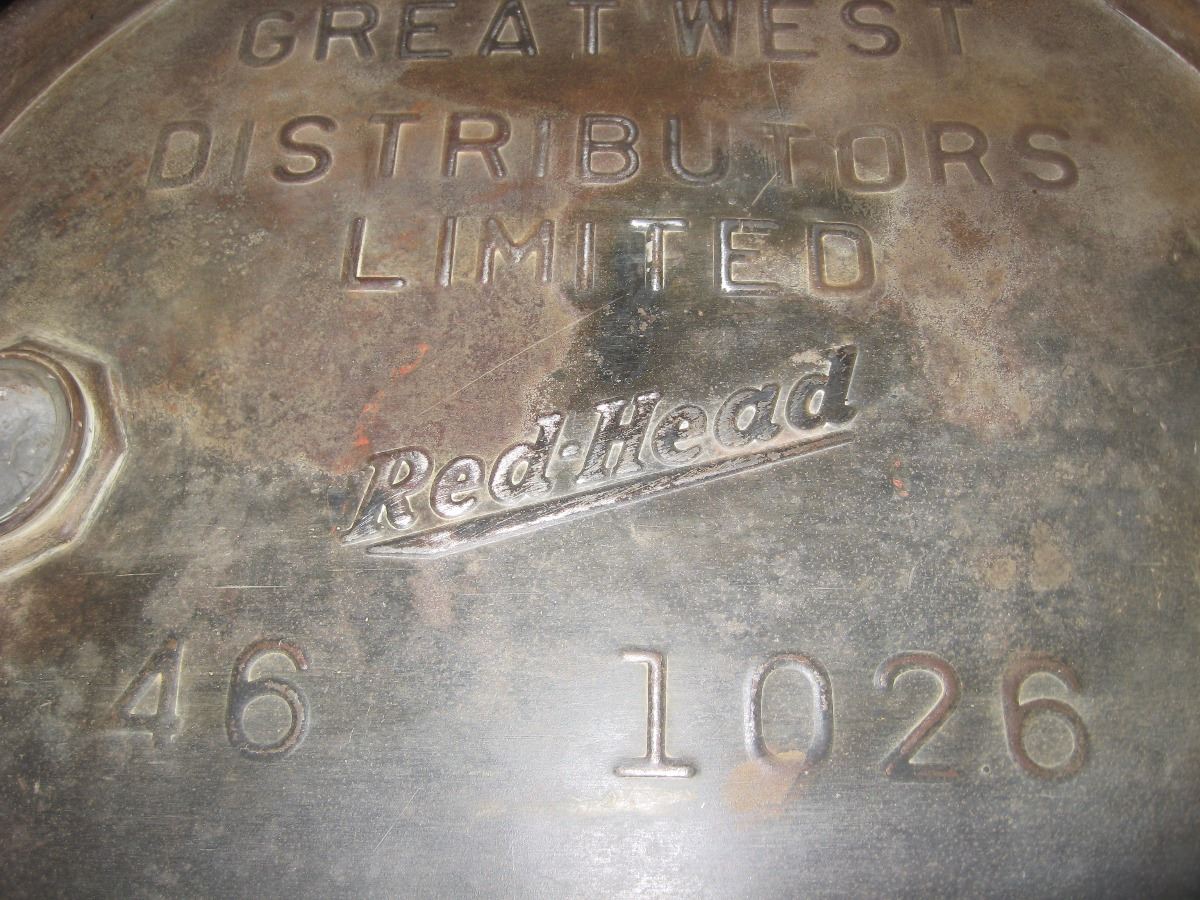 GREAT WEST
DISTRIBUTORS
LIMITED
Red-Head
46 1026